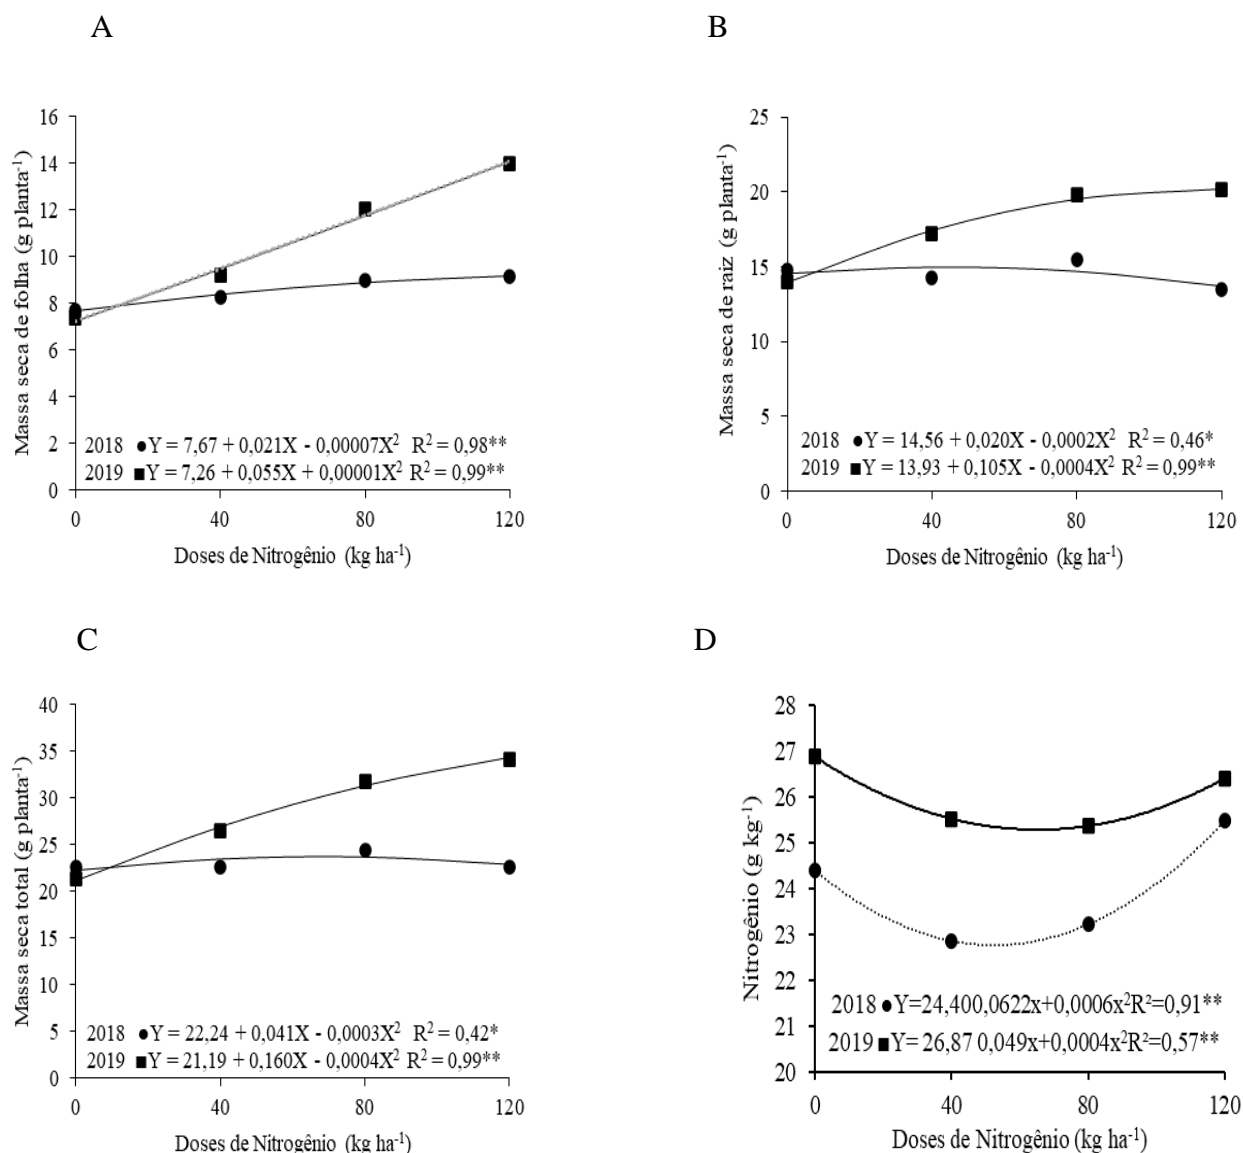 A
Massa seca de folha (g planta⁻¹)
16
14
12
10
8
6
4
2
0
2018 ●Y = 7,67 + 0,021X - 0,00007X² R² = 0,98**
2019 ■Y = 7,26 + 0,055X + 0,00001X² R² = 0,99**
0 40 80 120
Doses de Nitrogênio (kg ha⁻¹)
B
Massa seca de raiz (g planta⁻¹)
25
20
15
10
5
0
2018 ●Y = 14,56 + 0,020X - 0,0002X² R² = 0,46*
2019 ■Y = 13,93 + 0,105X - 0,0004X² R² = 0,99**
0 40 80 120
Doses de Nitrogênio (kg ha⁻¹)
C
Massa seca total (g planta⁻¹)
40
35
30
25
20
15
10
5
0
2018 ●Y = 22,24 + 0,041X - 0,0003X² R² = 0,42*
2019 ■Y = 21,19 + 0,160X - 0,0004X² R² = 0,99**
0 40 80 120
Doses de Nitrogênio (kg ha⁻¹)
D
Nitrogênio (g kg⁻¹)
28
27
26
25
24
23
22
21
20
2018 ●Y=24,400,0622x+0,0006x²R²=0,91**
2019 ■Y= 26,87 0,049x+0,0004x²R²=0,57**
0 40 80 120
Doses de Nitrogênio (kg ha⁻¹)